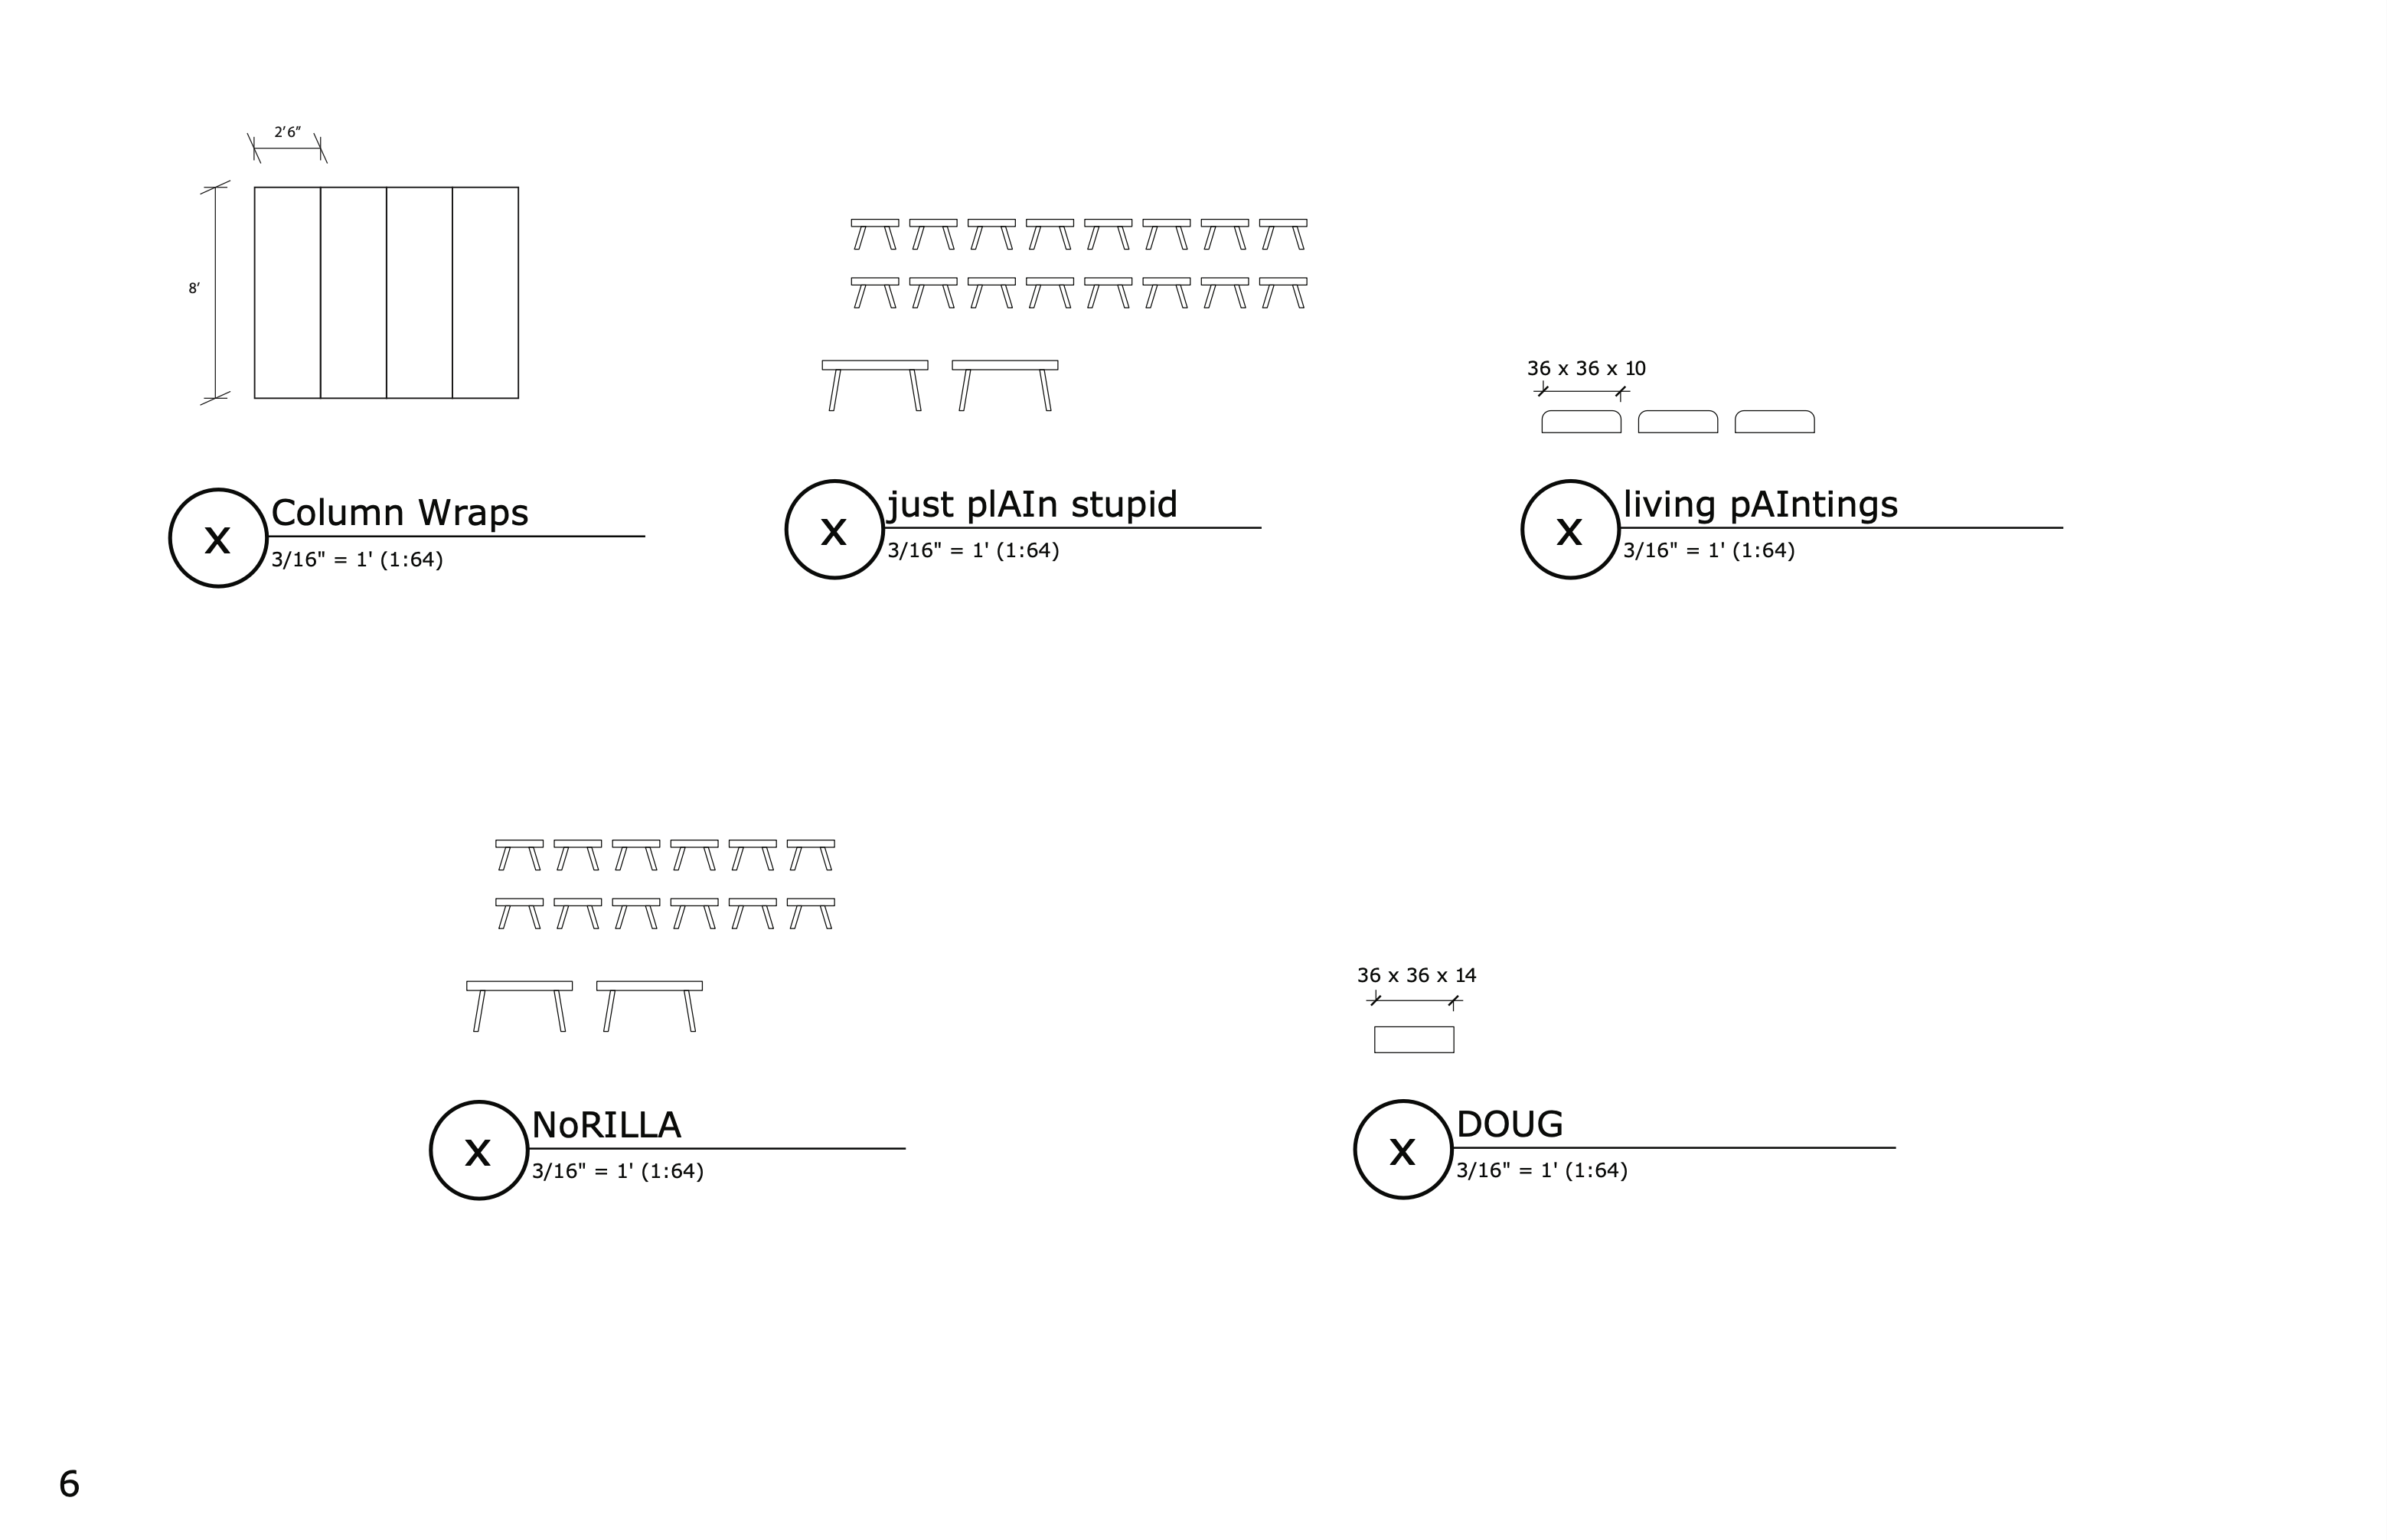 2'6"
8'
36 x 36 x 10
x
Column Wraps
3/16" = 1' (1:64)
x
just plAIn stupid
3/16" = 1' (1:64)
x
living pAIntings
3/16" = 1' (1:64)
36 x 36 x 14
x
NoRILLA
3/16" = 1' (1:64)
x
DOUG
3/16" = 1' (1:64)
6